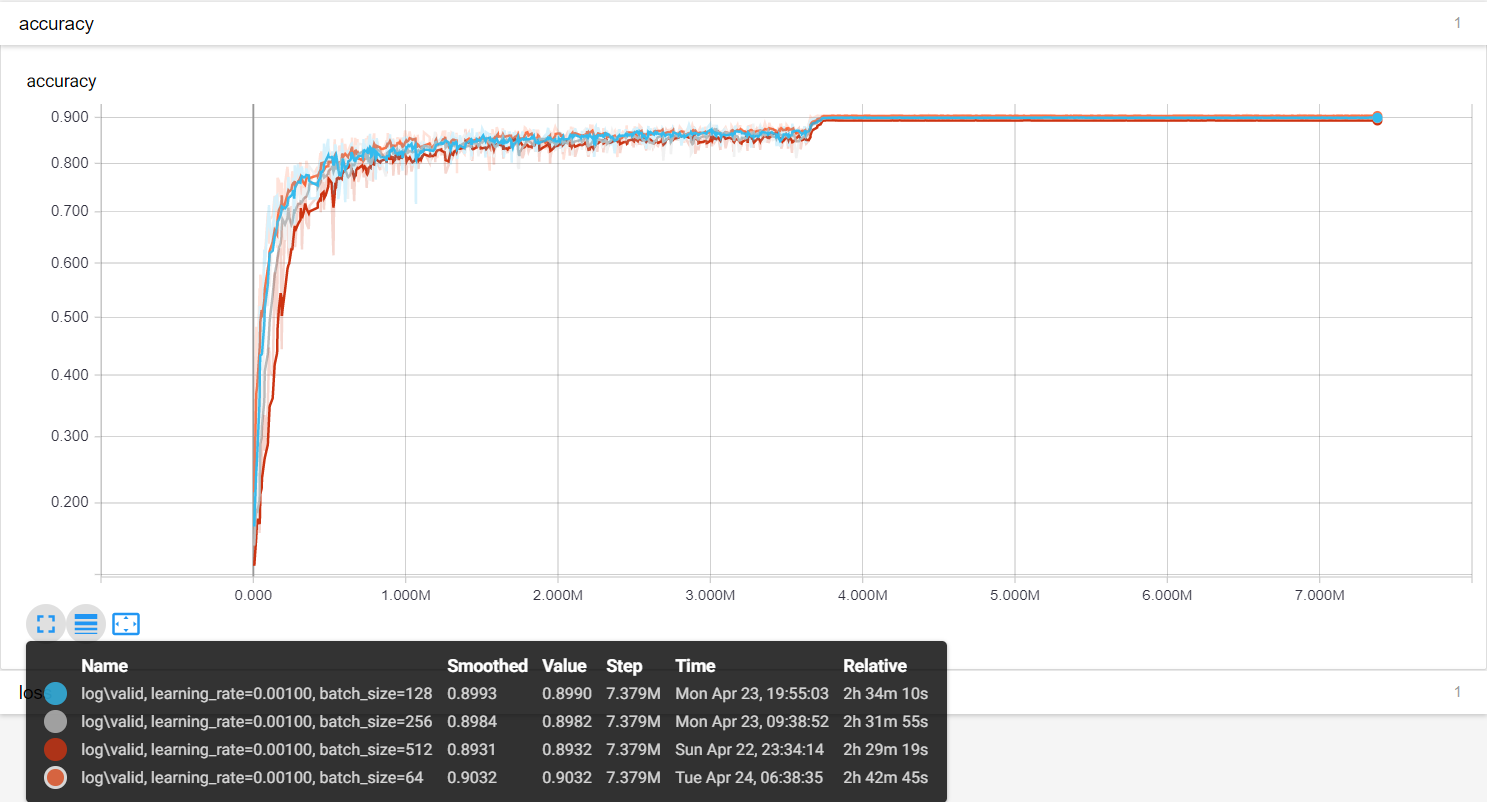 accuracy 1
accuracy
0.900
0.800
0.700
0.600
0.500
0.400
0.300
0.200
0.000 1.000M 2.000M 3.000M 4.000M 5.000M 6.000M 7.000M
Name Smoothed Value Step Time Relative
loss 1
log\valid, learning_rate=0.00100, batch_size=128 0.8993 0.8990 7.379M Mon Apr 23, 19:55:03 2h 34m 10s
log\valid, learning_rate=0.00100, batch_size=256 0.8984 0.8982 7.379M Mon Apr 23, 09:38:52 2h 31m 55s
log\valid, learning_rate=0.00100, batch_size=512 0.8931 0.8932 7.379M Sun Apr 22, 23:34:14 2h 29m 19s
log\valid, learning_rate=0.00100, batch_size=64 0.9032 0.9032 7.379M Tue Apr 24, 06:38:35 2h 42m 45s